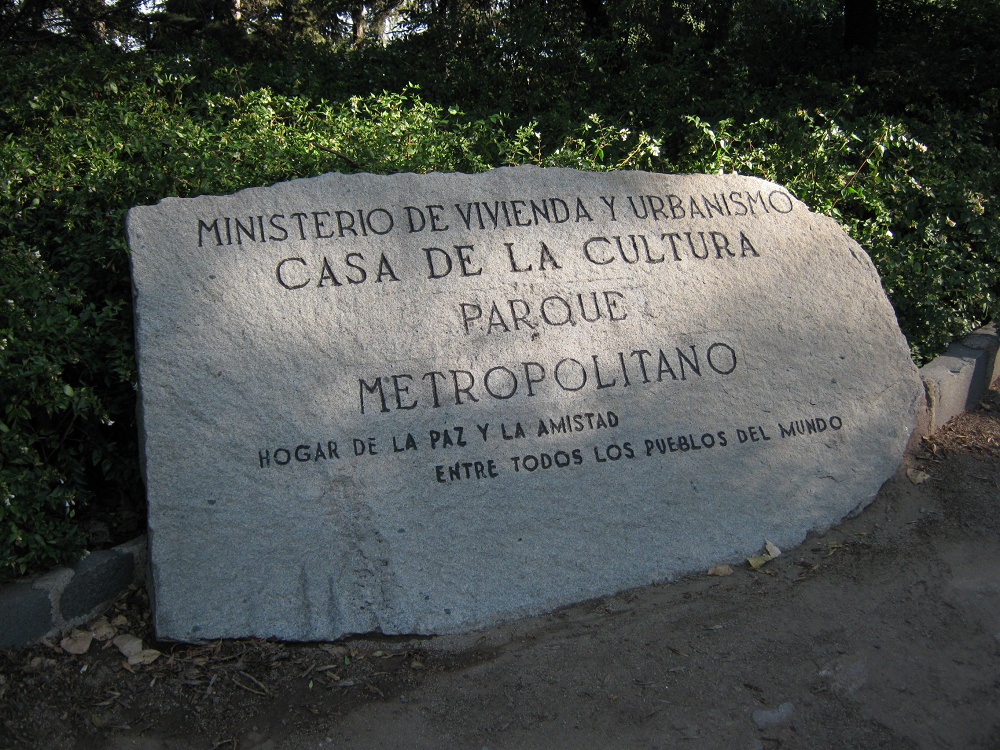 MINISTERIO DE VIVIENDA Y URBANISMO
CASA DE LA CULTURA
PARQUE
METROPOLITANO
HOGAR DE LA PAZ Y LA AMISTAD
ENTRE TODOS LOS PUEBLOS DEL MUNDO